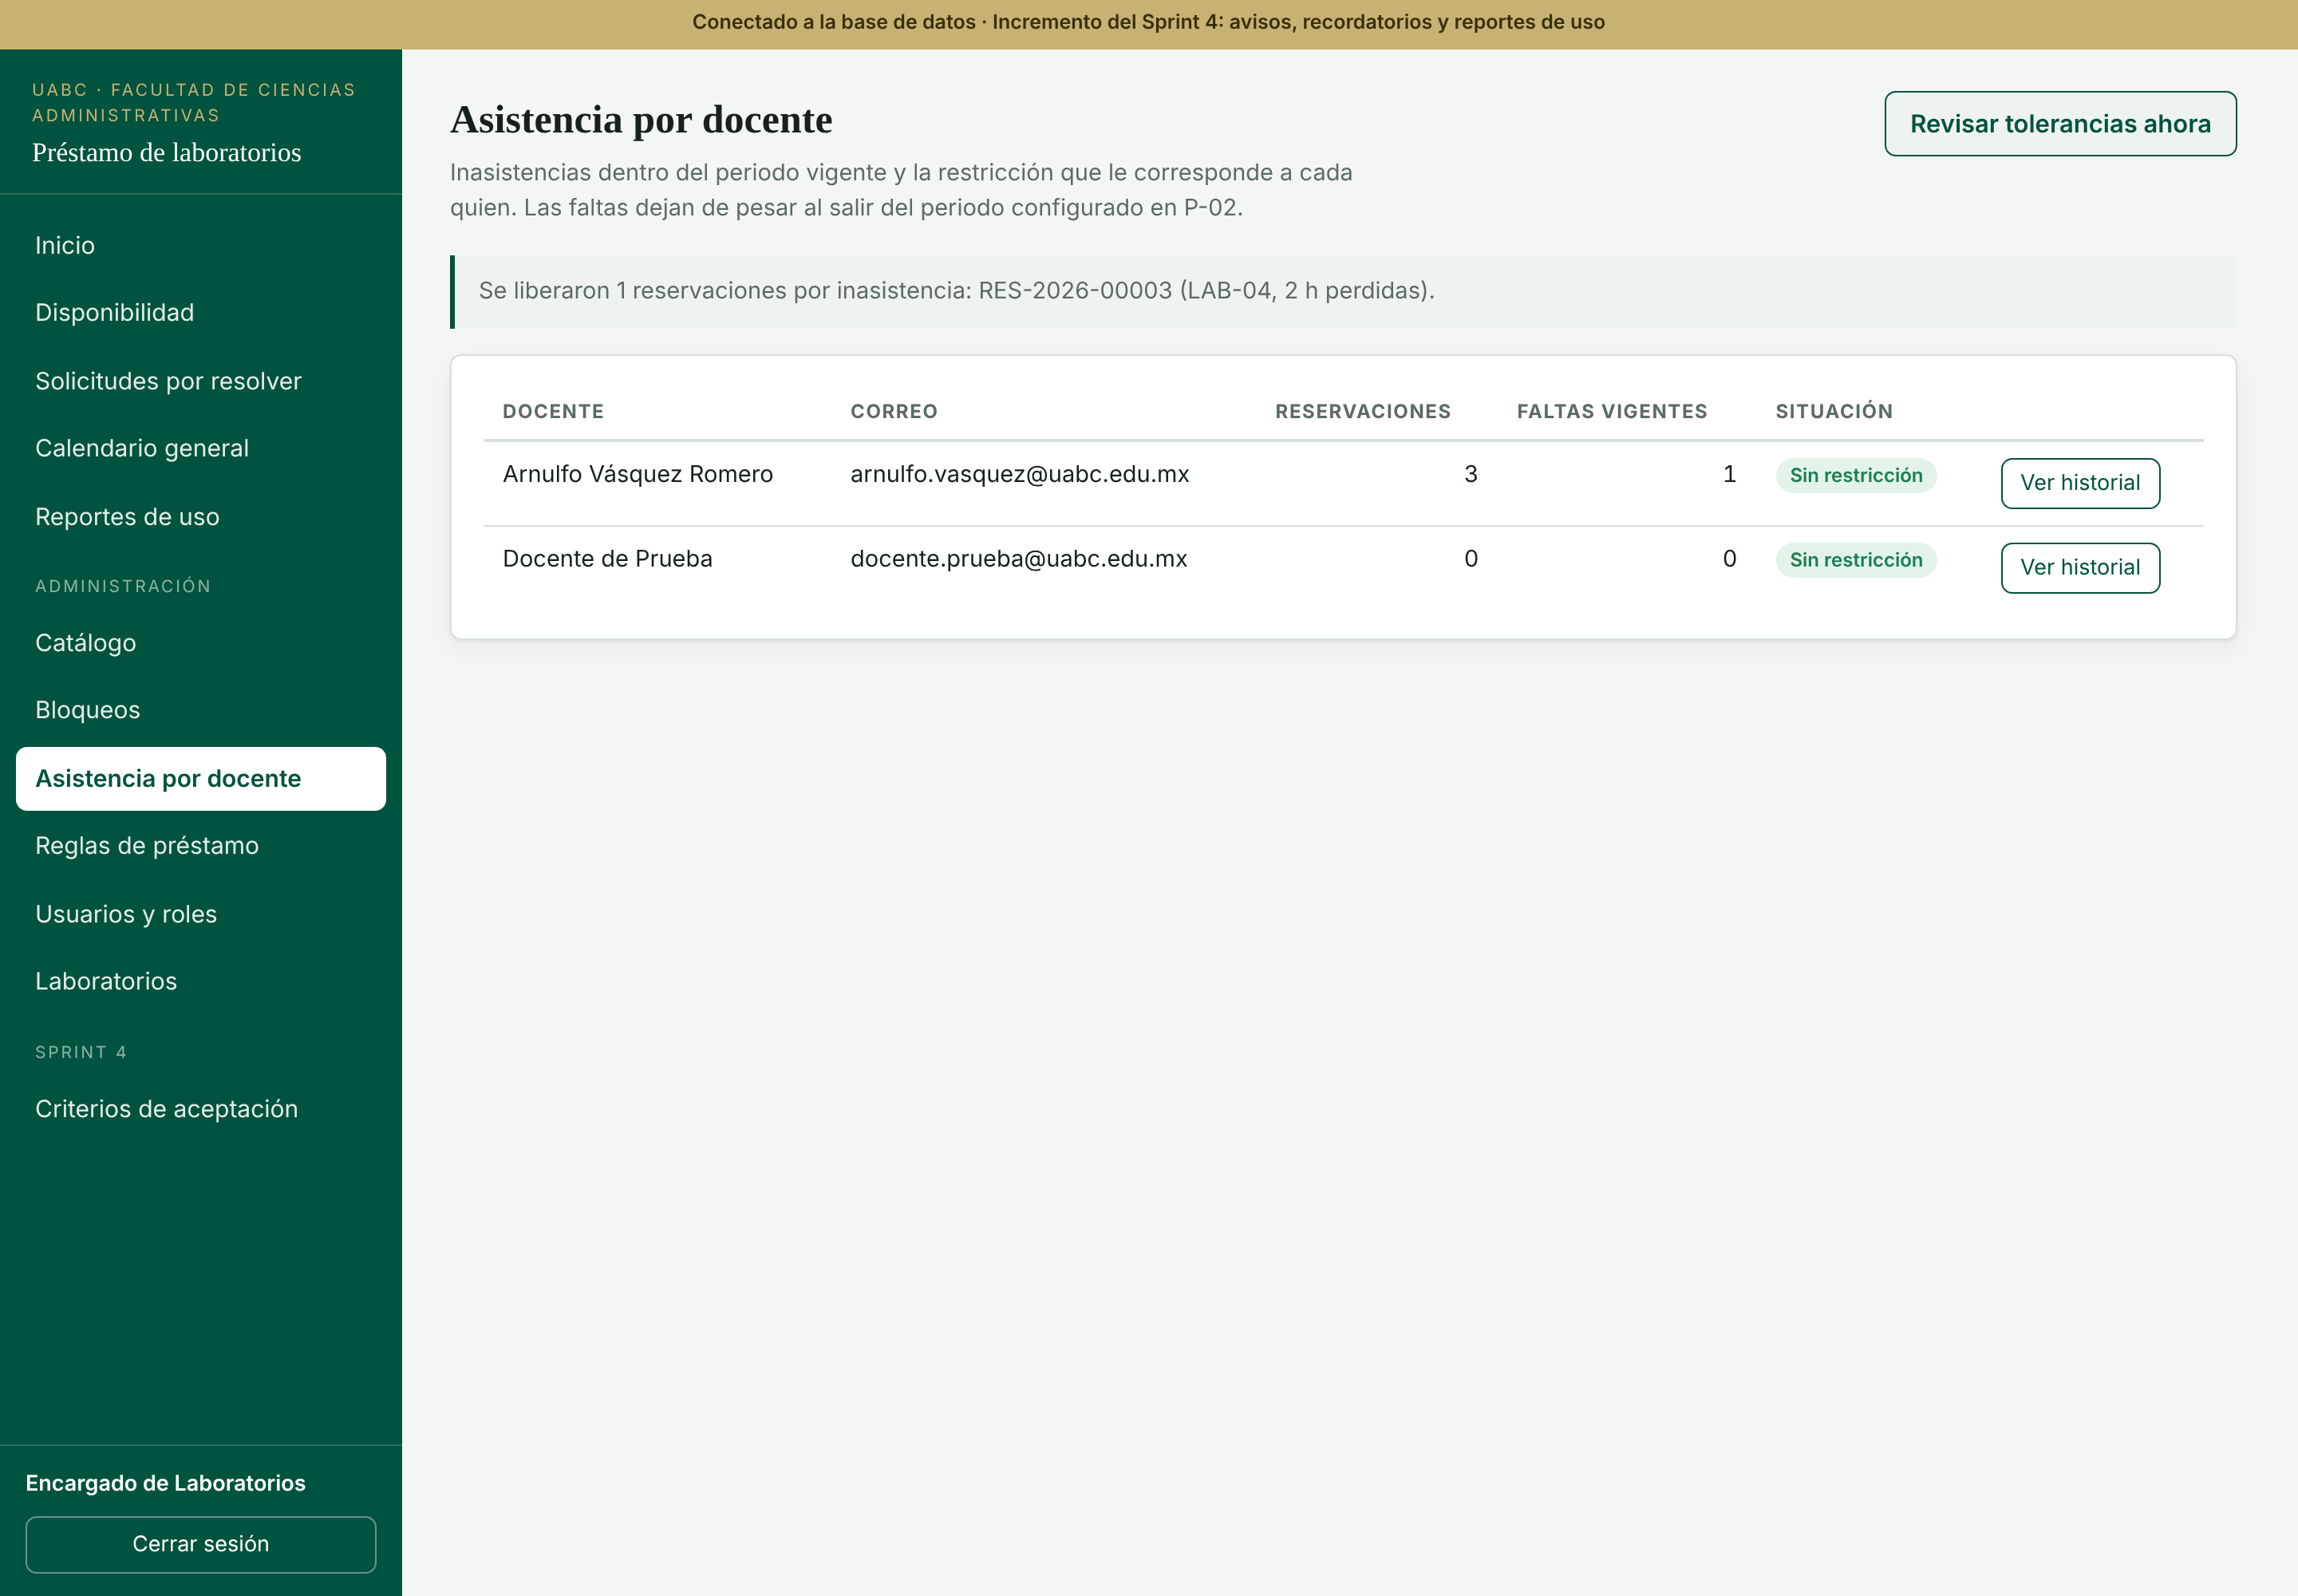 Conectado a la base de datos · Incremento del Sprint 4: avisos, recordatorios y reportes de uso
UABC · FACULTAD DE CIENCIAS
ADMINISTRATIVAS
Préstamo de laboratorios
Inicio
Disponibilidad
Solicitudes por resolver
Calendario general
Reportes de uso
ADMINISTRACIÓN
Catálogo
Bloqueos
Asistencia por docente
Reglas de préstamo
Usuarios y roles
Laboratorios
SPRINT 4
Criterios de aceptación
Encargado de Laboratorios
Cerrar sesión
Asistencia por docente
Revisar tolerancias ahora
Inasistencias dentro del periodo vigente y la restricción que le corresponde a cada
quien. Las faltas dejan de pesar al salir del periodo configurado en P-02.
Se liberaron 1 reservaciones por inasistencia: RES-2026-00003 (LAB-04, 2 h perdidas).
DOCENTE CORREO RESERVACIONES FALTAS VIGENTES SITUACIÓN
Arnulfo Vásquez Romero arnulfo.vasquez@uabc.edu.mx 3 1 Sin restricción Ver historial
Docente de Prueba docente.prueba@uabc.edu.mx 0 0 Sin restricción Ver historial